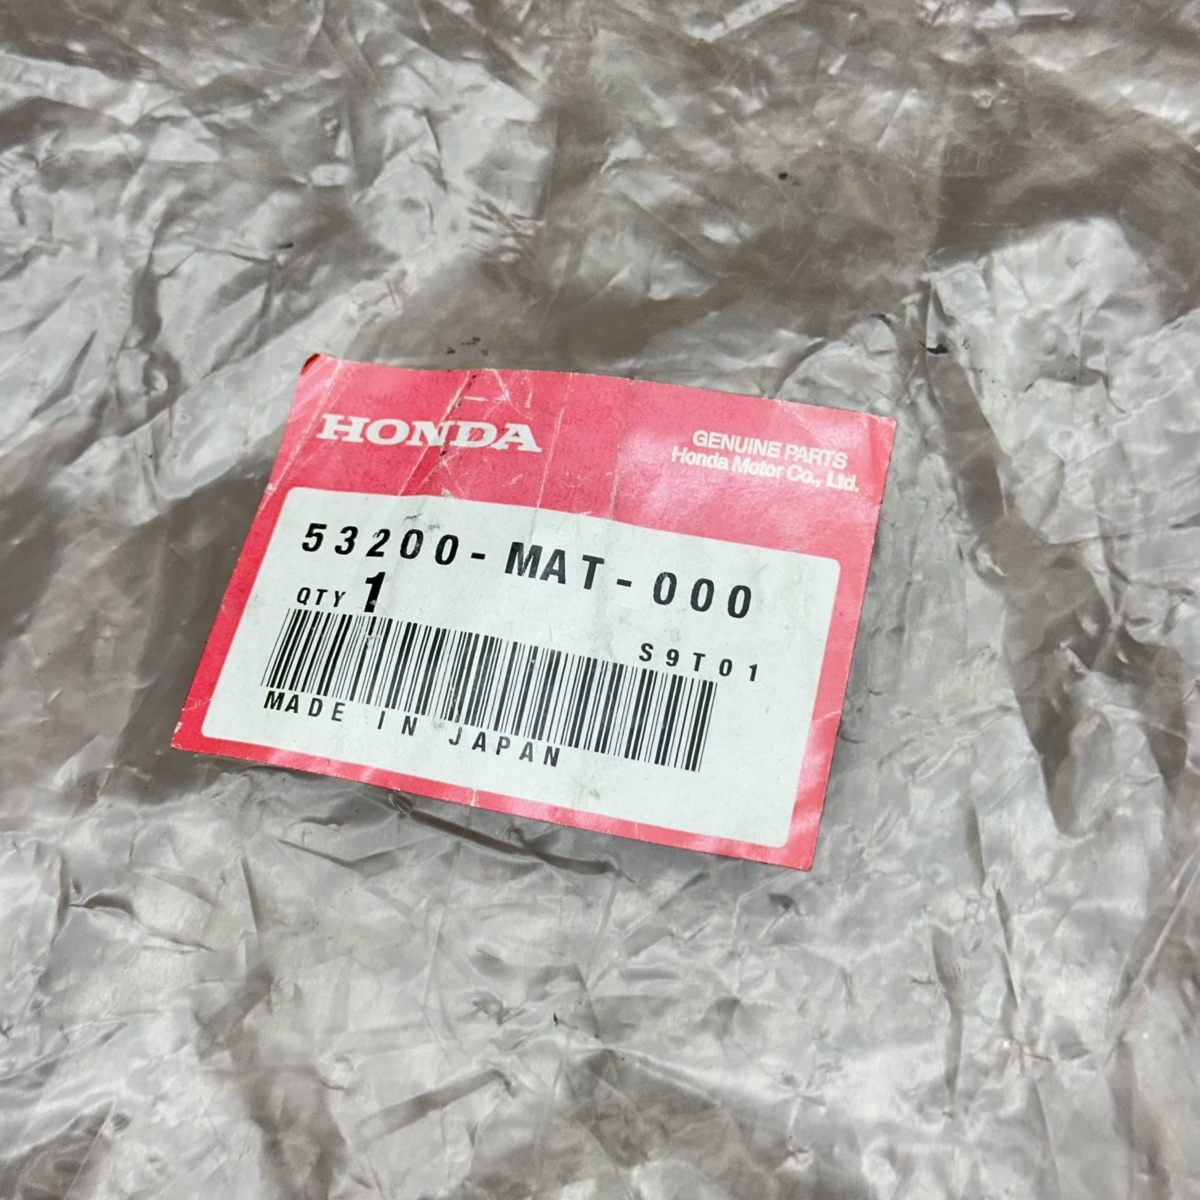 HONDA
GENUINE PARTS
Honda Motor Co., Ltd.
53200-MAT-000
QTY 1
S9T01
MADE IN JAPAN